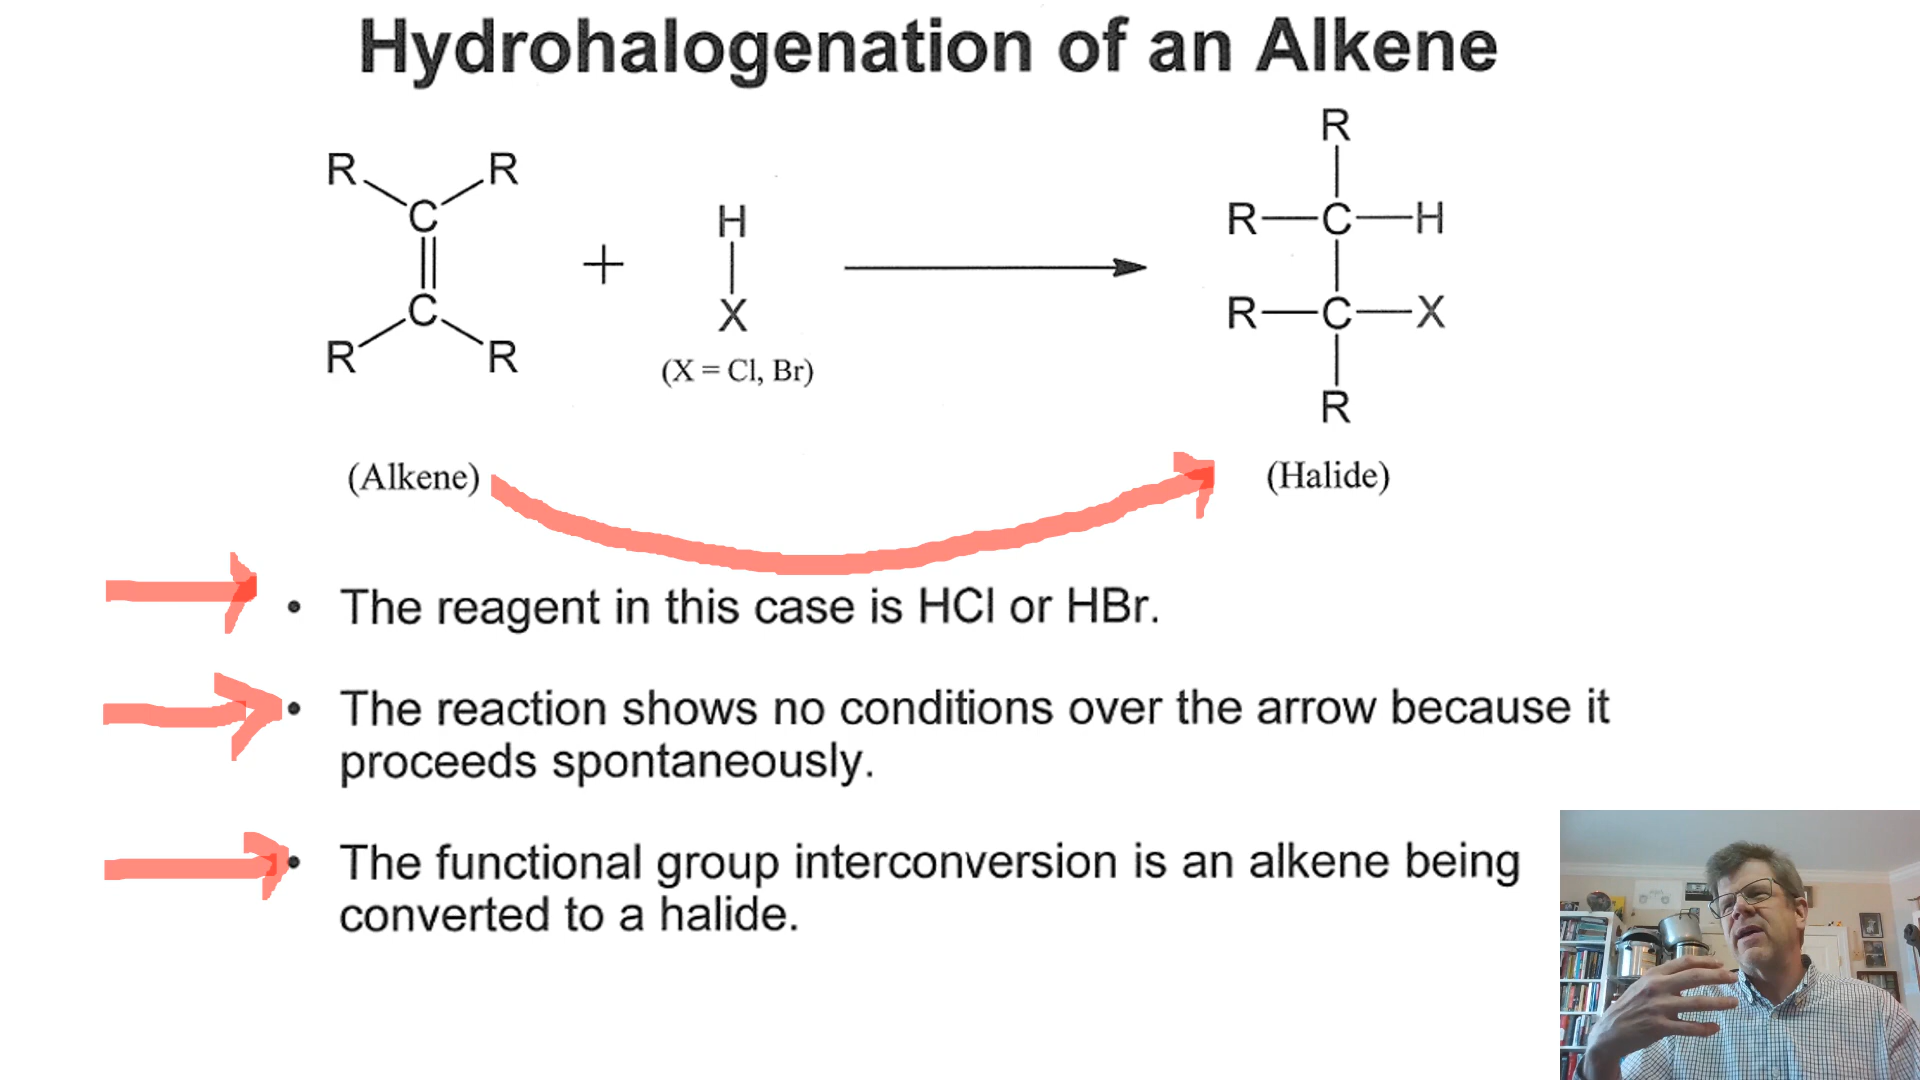 Hydrohalogenation of an Alkene
R R
C
C
R R
+
H
X
(X = Cl, Br)
R
R C H
R C X
R
(Alkene)
(Halide)
• The reagent in this case is HCl or HBr.
• The reaction shows no conditions over the arrow because it
proceeds spontaneously.
• The functional group interconversion is an alkene being
converted to a halide.